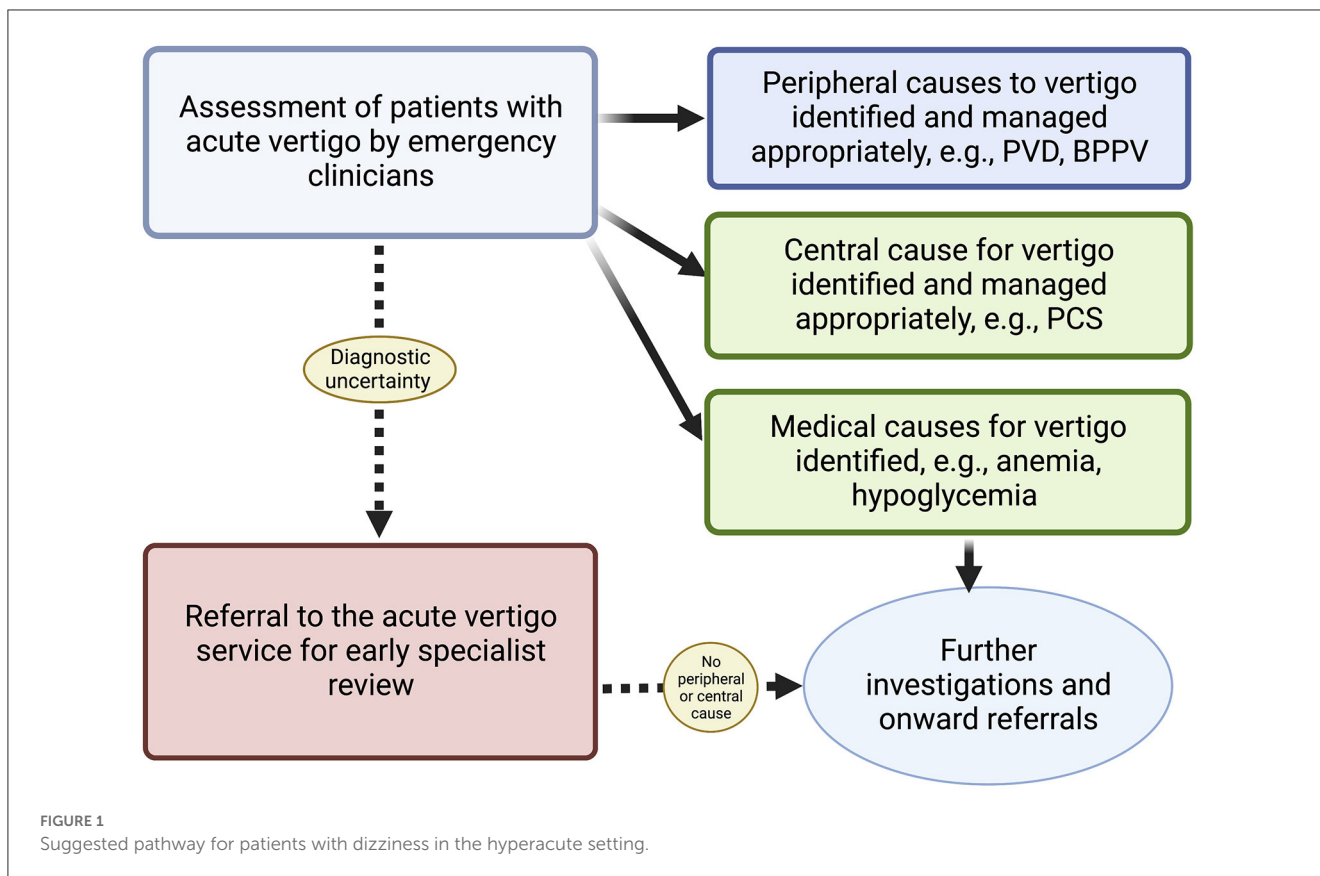 Assessment of patients with
acute vertigo by emergency
clinicians
Peripheral causes to vertigo
identified and managed
appropriately, e.g., PVD, BPPV
Central cause for vertigo
identified and managed
appropriately, e.g., PCS
Medical causes for vertigo
identified, e.g., anemia,
hypoglycemia
Diagnostic
uncertainty
Referral to the acute vertigo
service for early specialist
review
No
peripheral
or central
cause
Further
investigations and
onward referrals
FIGURE 1
Suggested pathway for patients with dizziness in the hyperacute setting.